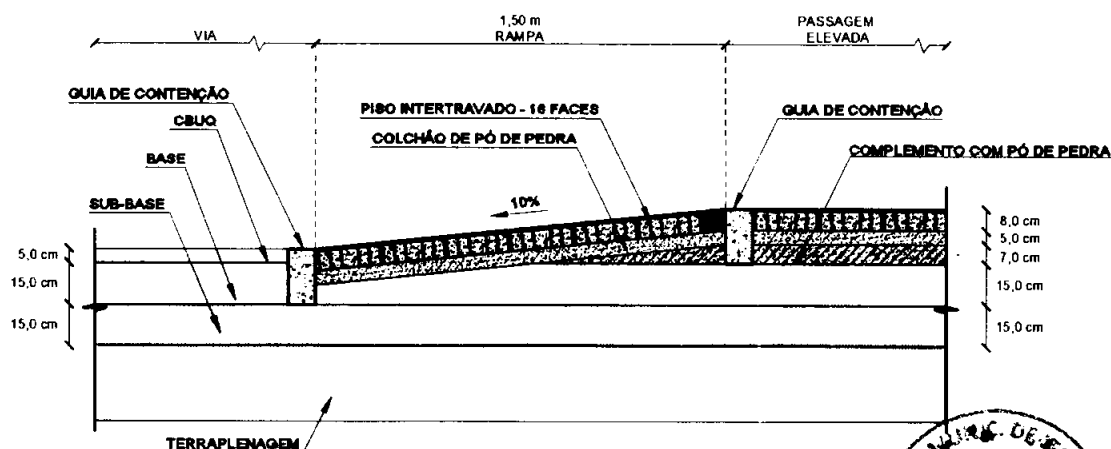 VIA
1,50 m
RAMPA
PASSAGEM
ELEVADA
GUIA DE CONTENÇÃO
CBUQ
BASE
SUB-BASE
PISO INTERTRAVADO - 16 FACES
COLCHÃO DE PÓ DE PEDRA
GUIA DE CONTENÇÃO
COMPLEMENTO COM PÓ DE PEDRA
10%
5,0 cm
15,0 cm
15,0 cm
8,0 cm
5,0 cm
7,0 cm
15,0 cm
15,0 cm
TERRAPLENAGEM
DE